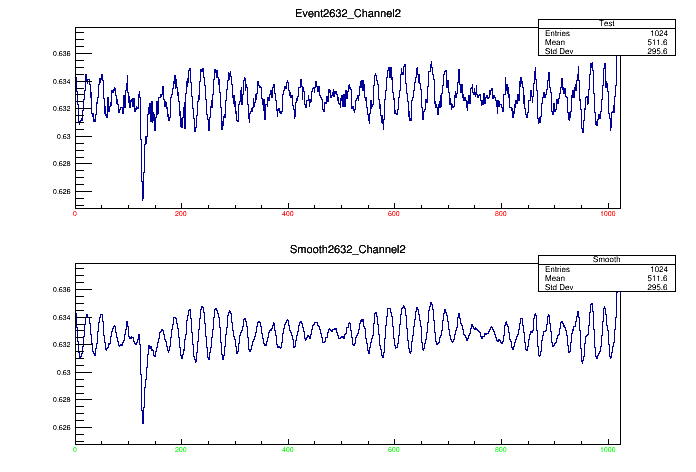 Event2632_Channel2
Test
Entries 1024
Mean 511.6
Std Dev 295.6
0.636
0.634
0.632
0.63
0.628
0.626
0 200 400 600 800 1000
Smooth2632_Channel2
Smooth
Entries 1024
Mean 511.6
Std Dev 295.6
0.636
0.634
0.632
0.63
0.628
0.626
0 200 400 600 800 1000